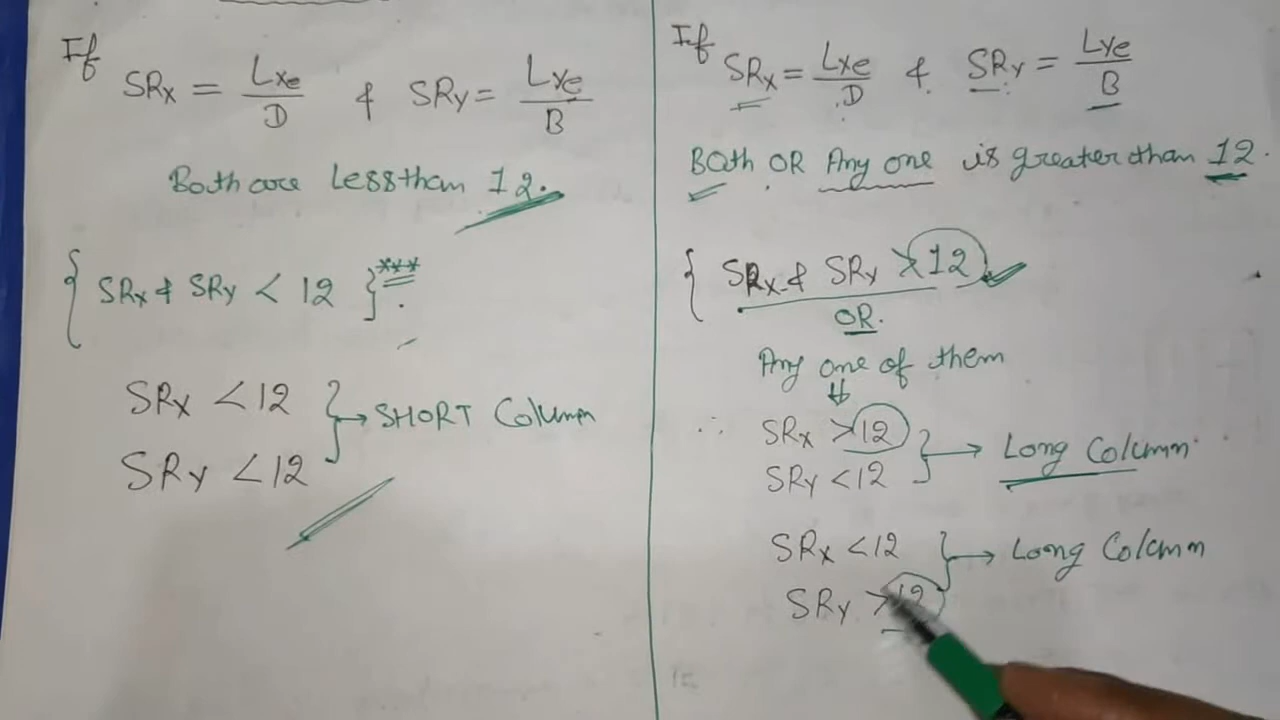 If
SRx = Lxe / D & SRy = Lye / B
Both are Less than 12.
{ SRx & SRy < 12 } ***
SRx < 12
SRy < 12
} → SHORT Column
If
SRx = Lxe / D & SRy = Lye / B
Both OR Any one is greater than 12.
{ SRx & SRy > 12
OR.
Any one of them
∴ SRx > 12
SRy < 12
} → Long Column
SRx < 12
SRy > 12
} → Long Column